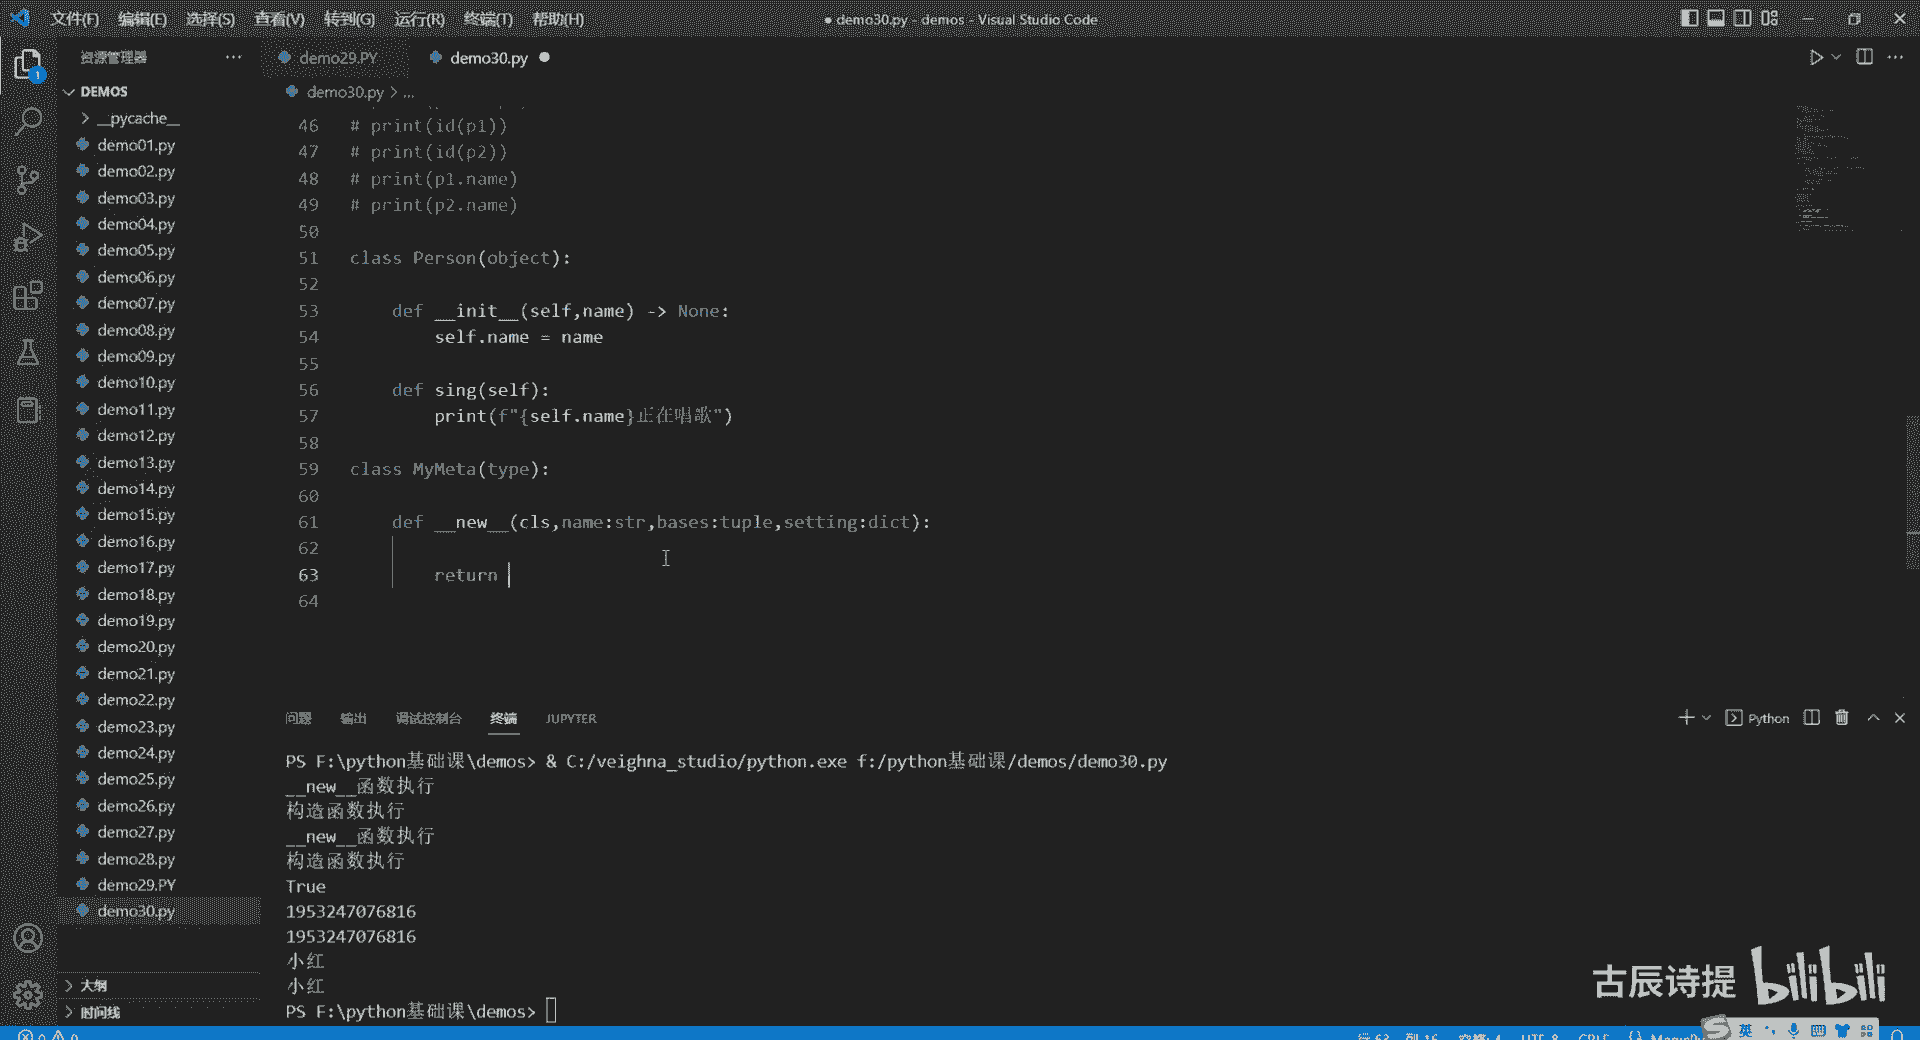 文件(F) 编辑(E) 选择(S) 查看(V) 转到(G) 运行(R) 终端(T) 帮助(H)
● demo30.py - demos - Visual Studio Code
资源管理器 ...
demo29.PY
demo30.py ●
1
DEMOS
demo30.py > ...
__pycache__
demo01.py
demo02.py
demo03.py
demo04.py
demo05.py
demo06.py
demo07.py
demo08.py
demo09.py
demo10.py
demo11.py
demo12.py
demo13.py
demo14.py
demo15.py
demo16.py
demo17.py
demo18.py
demo19.py
demo20.py
demo21.py
demo22.py
demo23.py
demo24.py
demo25.py
demo26.py
demo27.py
demo28.py
demo29.PY
demo30.py
大纲
时间线
46 # print(id(p1))
47 # print(id(p2))
48 # print(p1.name)
49 # print(p2.name)
50
51 class Person(object):
52
53 def __init__(self,name) -> None:
54 self.name = name
55
56 def sing(self):
57 print(f"{self.name}正在唱歌")
58
59 class MyMeta(type):
60
61 def __new__(cls,name:str,bases:tuple,setting:dict):
62
63 return
64
问题 输出 调试控制台 终端 JUPYTER
Python
PS F:\python基础课\demos> & C:/veighna_studio/python.exe f:/python基础课/demos/demo30.py
__new__函数执行
构造函数执行
__new__函数执行
构造函数执行
True
1953247076816
1953247076816
小红
小红
PS F:\python基础课\demos>
古辰诗提 bilibili
英